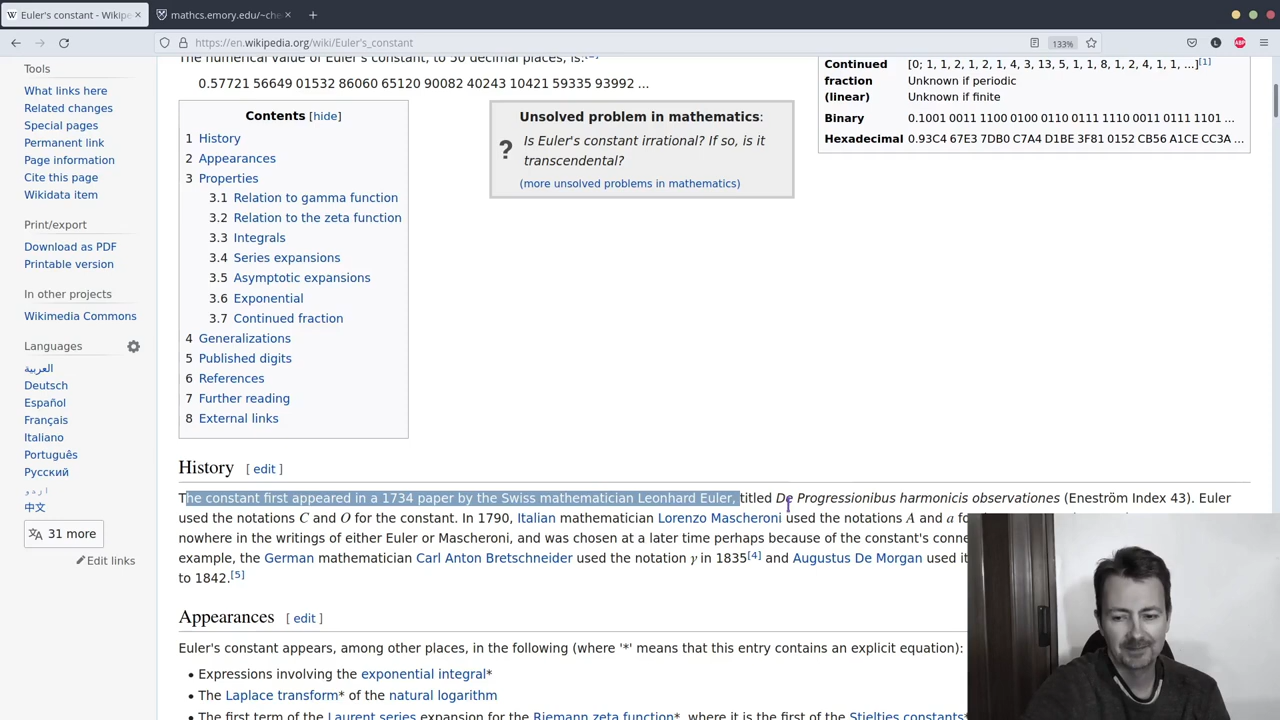 Euler's constant - Wikipe
mathcs.emory.edu/~che
https://en.wikipedia.org/wiki/Euler's_constant
133%
Tools
What links here
Related changes
Special pages
Permanent link
Page information
Cite this page
Wikidata item
Print/export
Download as PDF
Printable version
In other projects
Wikimedia Commons
Languages
العربية
Deutsch
Español
Français
Italiano
Português
Русский
اردو
中文
31 more
Edit links
The numerical value of Euler's constant, to 50 decimal places, is:
0.57721 56649 01532 86060 65120 90082 40243 10421 59335 93992 ...
Contents [hide]
1 History
2 Appearances
3 Properties
3.1 Relation to gamma function
3.2 Relation to the zeta function
3.3 Integrals
3.4 Series expansions
3.5 Asymptotic expansions
3.6 Exponential
3.7 Continued fraction
4 Generalizations
5 Published digits
6 References
7 Further reading
8 External links
Unsolved problem in mathematics:
? Is Euler's constant irrational? If so, is it
transcendental?
(more unsolved problems in mathematics)
Continued [0; 1, 1, 2, 1, 2, 1, 4, 3, 13, 5, 1, 1, 8, 1, 2, 4, 1, 1, ...][1]
fraction Unknown if periodic
(linear) Unknown if finite
Binary 0.1001 0011 1100 0100 0110 0111 1110 0011 0111 1101 ...
Hexadecimal 0.93C4 67E3 7DB0 C7A4 D1BE 3F81 0152 CB56 A1CE CC3A ...
History [ edit ]
The constant first appeared in a 1734 paper by the Swiss mathematician Leonhard Euler, titled De Progressionibus harmonicis observationes (Eneström Index 43). Euler
used the notations C and O for the constant. In 1790, Italian mathematician Lorenzo Mascheroni used the notations A and a
nowhere in the writings of either Euler or Mascheroni, and was chosen at a later time perhaps because of the constant's
example, the German mathematician Carl Anton Bretschneider used the notation γ in 1835[4] and Augustus De Morgan used
to 1842.[5]
Appearances [ edit ]
Euler's constant appears, among other places, in the following (where '*' means that this entry contains an explicit equation):
• Expressions involving the exponential integral*
• The Laplace transform* of the natural logarithm
• The first term of the Laurent series expansion for the Riemann zeta function*, where it is the first of the Stieltjes constants*